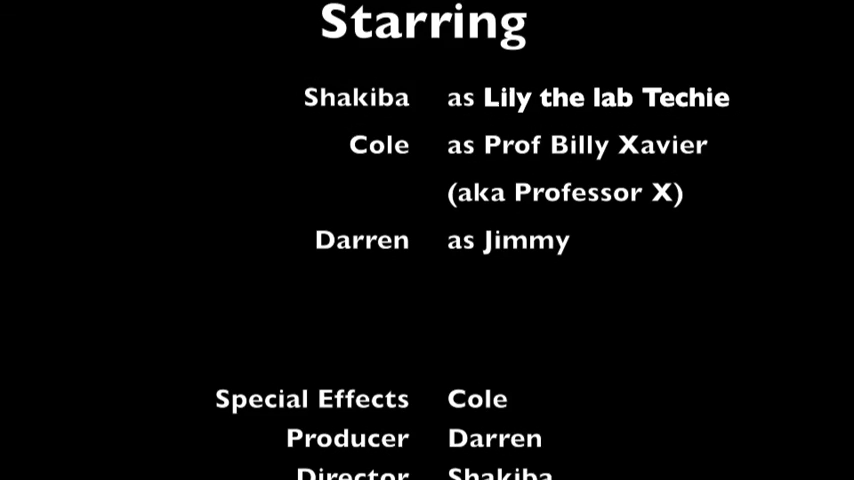 Starring
Shakiba as Lily the lab Techie
Cole as Prof Billy Xavier
(aka Professor X)
Darren as Jimmy
Special Effects Cole
Producer Darren
Director Shakiba